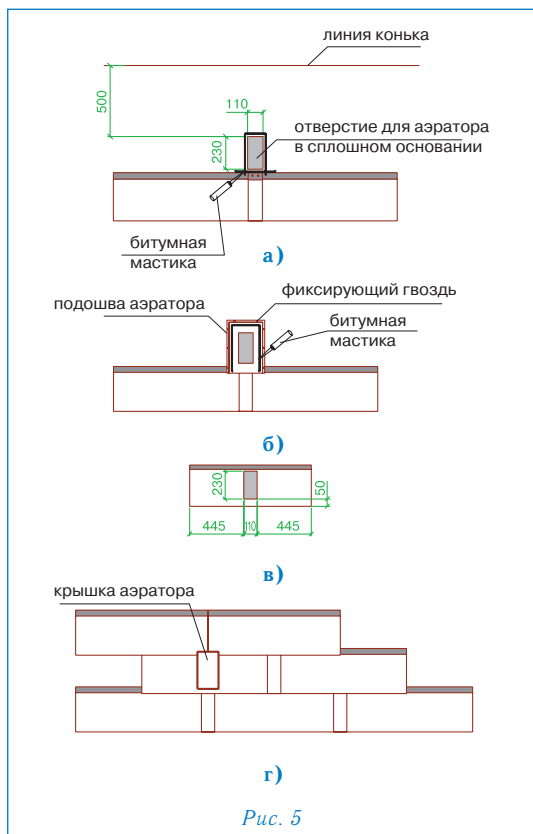 линия конька
500
110
230
отверстие для аэратора
в сплошном основании
битумная
мастика
а)
подошва аэратора
фиксирующий гвоздь
битумная
мастика
б)
230
50
445
110
445
в)
крышка аэратора
г)
Рис. 5